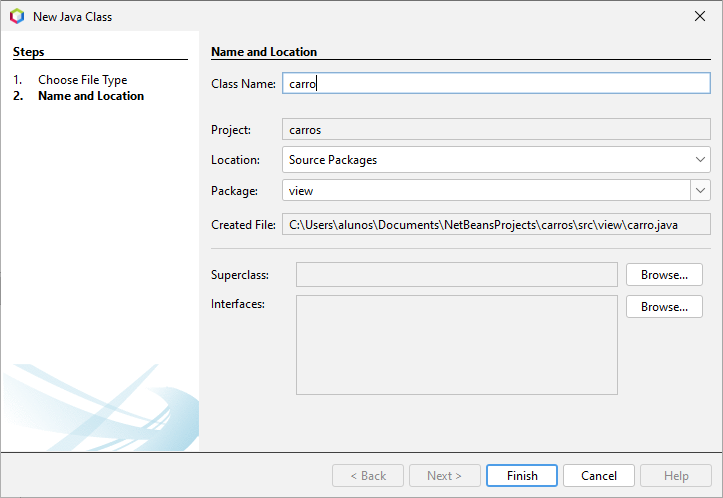 New Java Class
Steps
1. Choose File Type
2. Name and Location
Name and Location
Class Name: carro
Project: carros
Location: Source Packages
Package: view
Created File: C:\Users\alunos\Documents\NetBeansProjects\carros\src\view\carro.java
Superclass: Browse...
Interfaces: Browse...
< Back Next > Finish Cancel Help